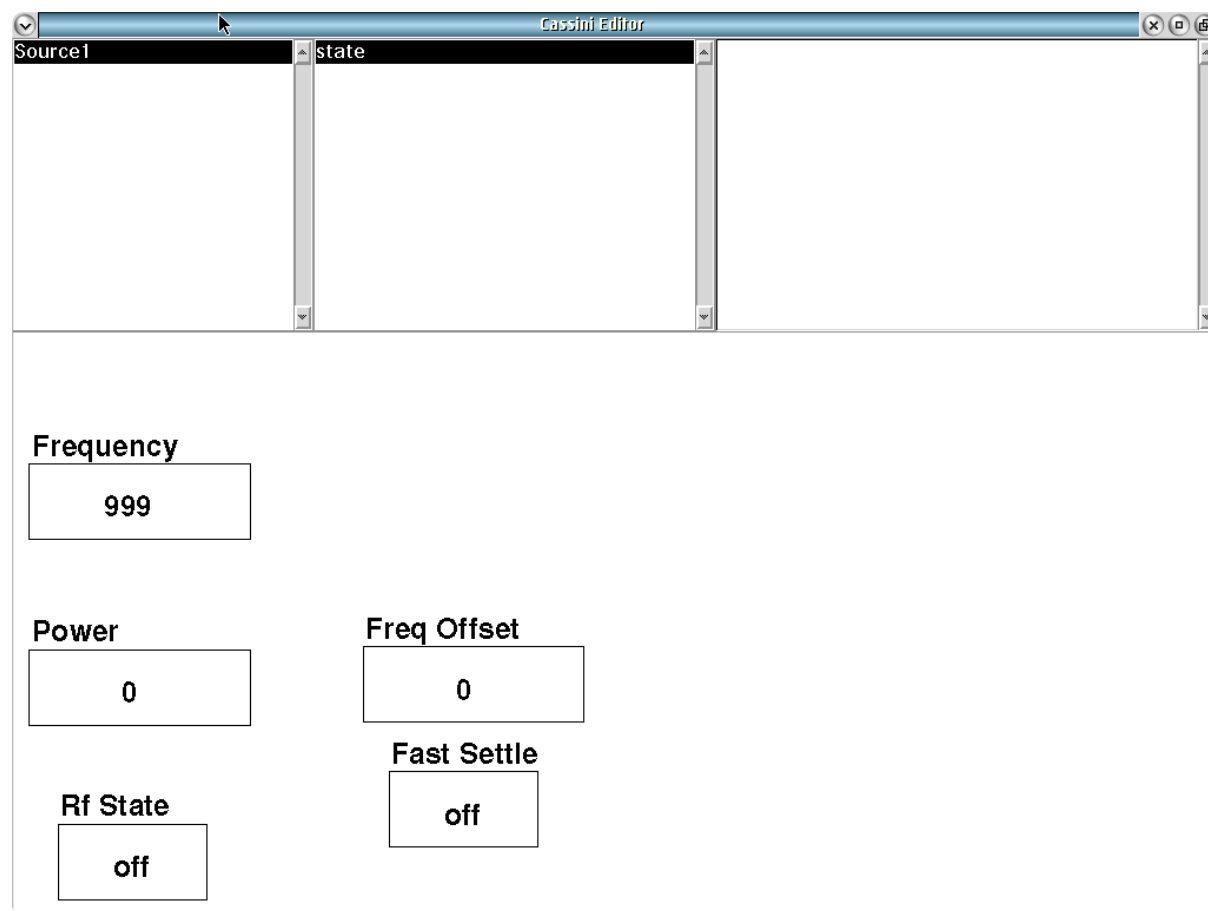 Cassini Editor
Source1
state
Frequency
999
Power
0
Freq Offset
0
Fast Settle
off
Rf State
off